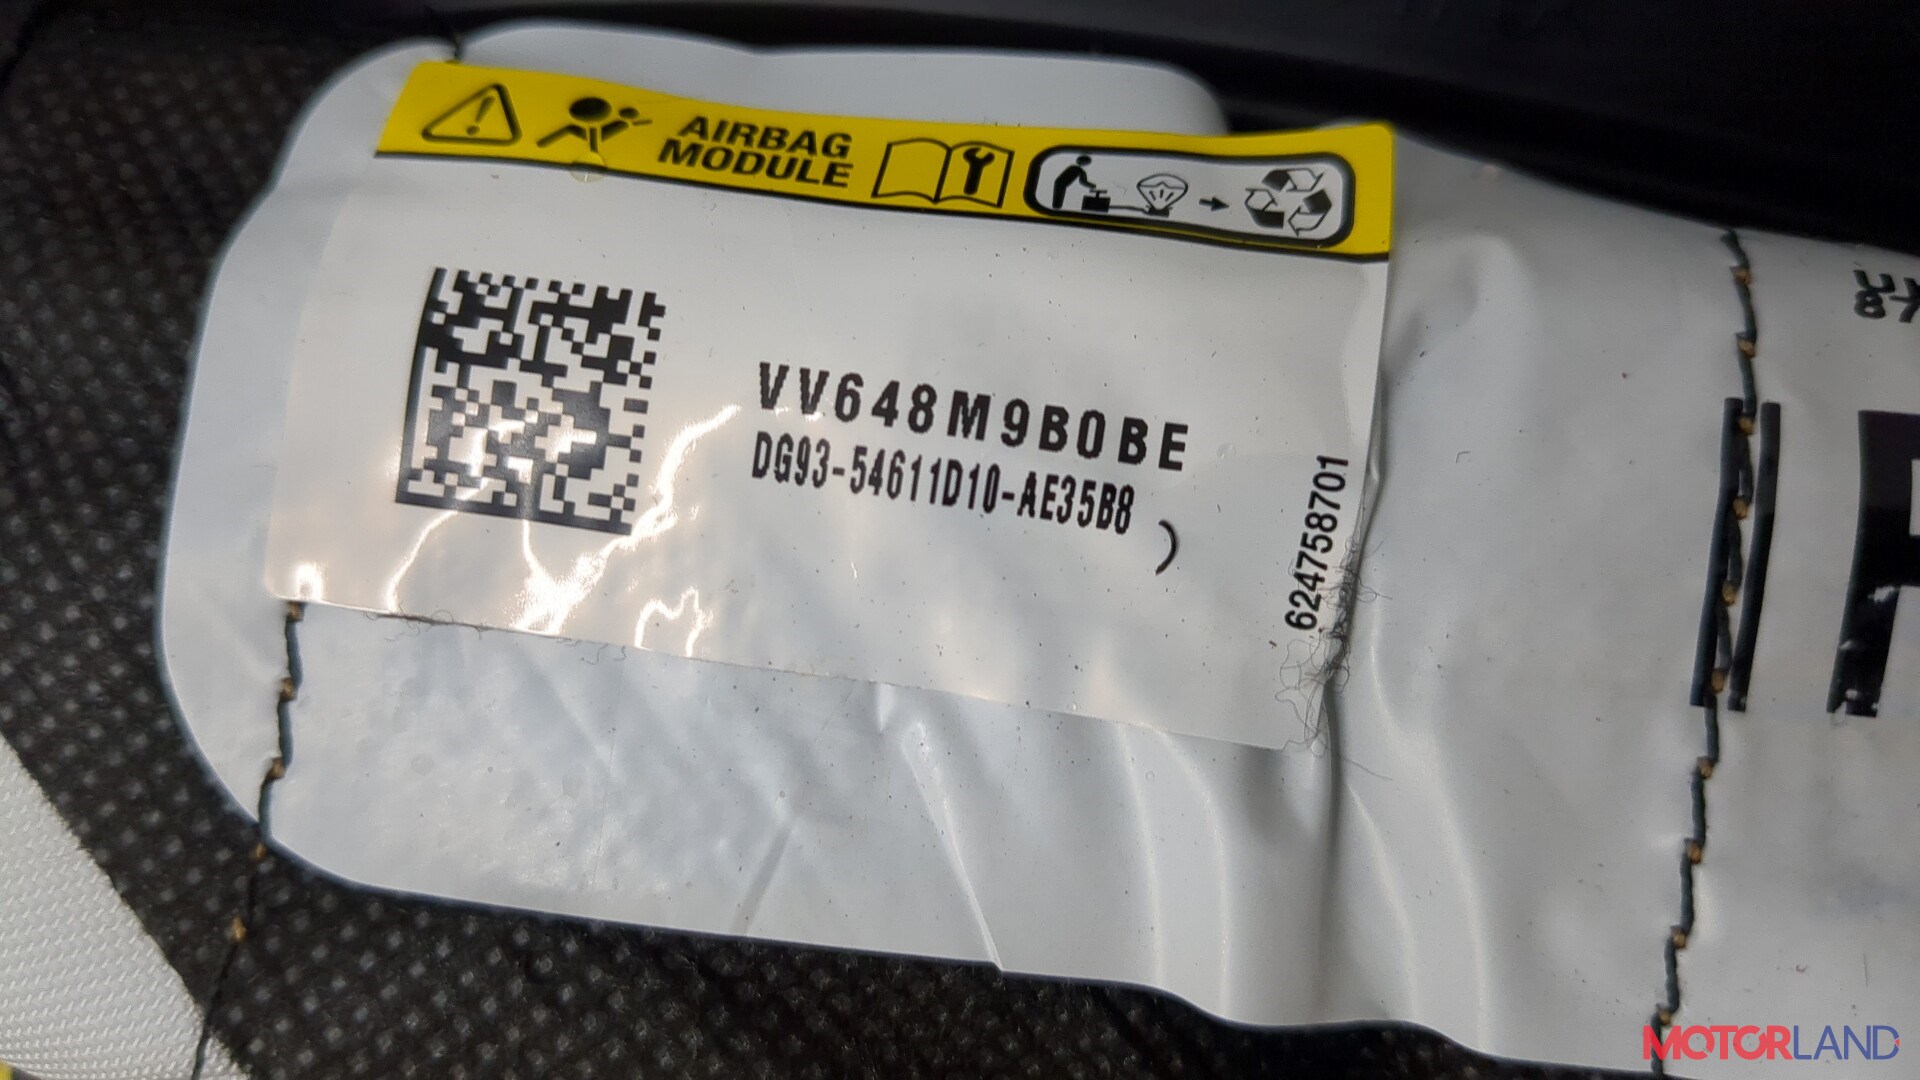 AIRBAG
MODULE
VV648M9B0BE
DG93-54611D10-AE35B8
624758701
MOTORLAND